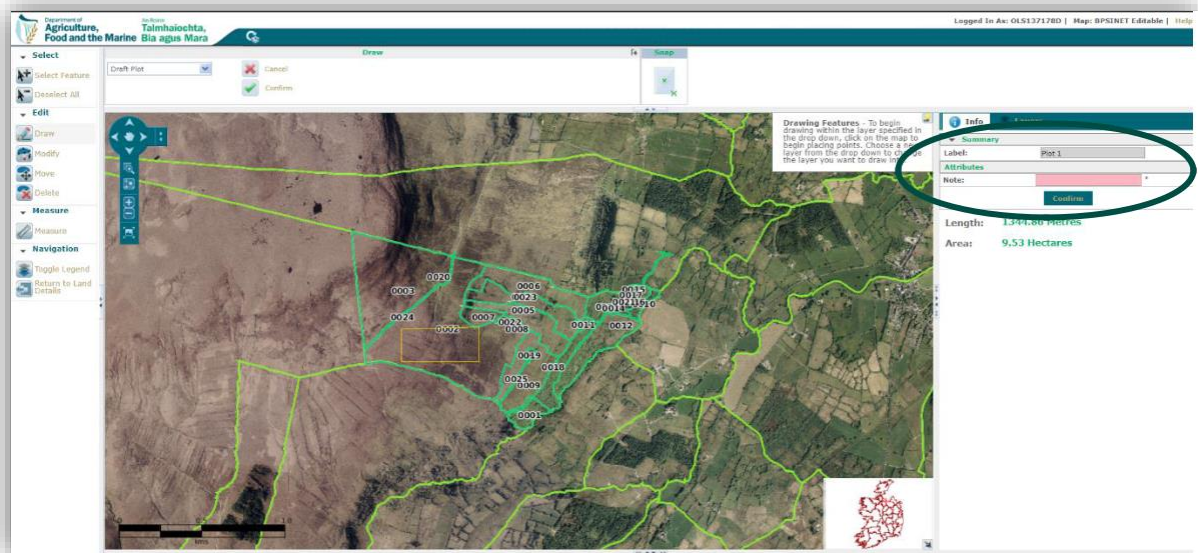 Department of
Agriculture,
Food and the Marine
An Roinn
Talmhaíochta,
Bia agus Mara
Logged In As: OLS137178D | Map: BPSINET Editable | Help
Select
Select Feature
Deselect All
Edit
Draw
Modify
Move
Delete
Measure
Measure
Navigation
Toggle Legend
Return to Land
Details
Draw
Draft Plot
Cancel
Confirm
Snap
Drawing Features - To begin
drawing within the layer specified in
the drop down, click on the map to
begin placing points. Choose a new
layer from the drop down to change
the layer you want to draw in
Info
Summary
Label: Plot 1
Attributes
Note: *
Confirm
Length: 1344.86 Metres
Area: 9.53 Hectares
0020
0003
0006
0023
0005
0024
0007
0022
0008
0002
0011
0012
0015
0017
0014
0019
0018
0025
0009
0001
kms